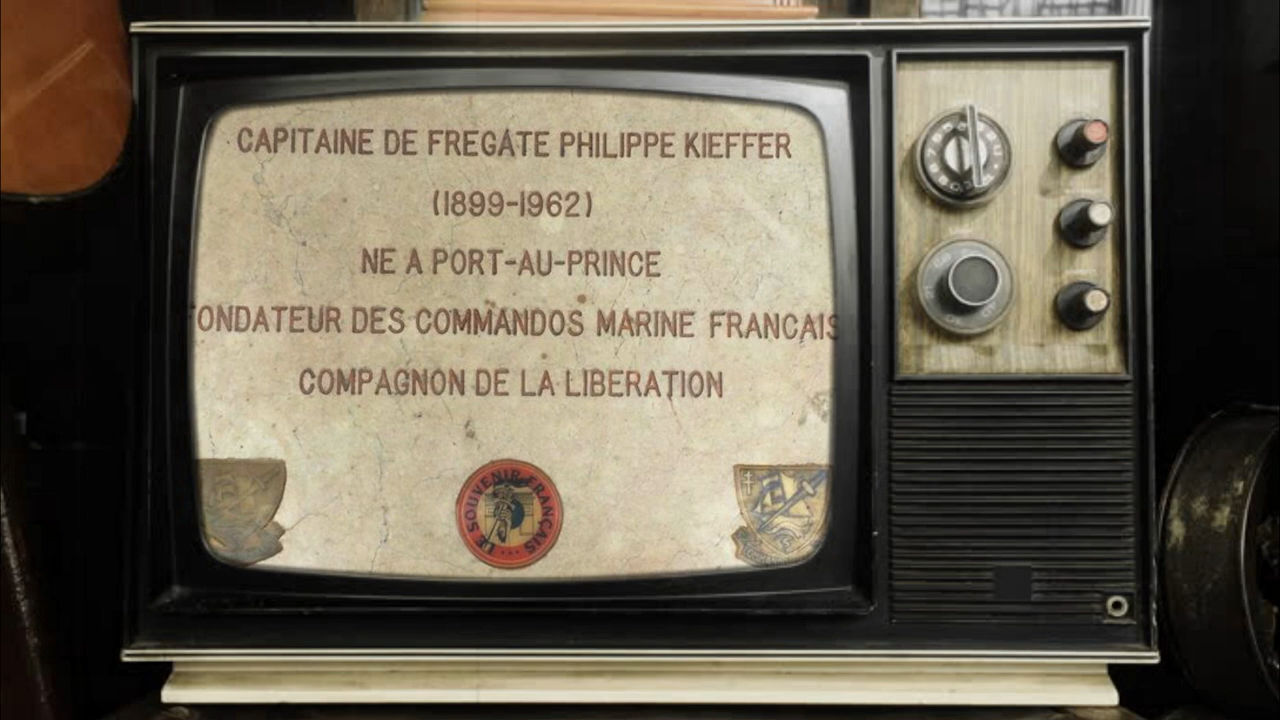 CAPITAINE DE FREGATE PHILIPPE KIEFFER
(1899-1962)
NE A PORT-AU-PRINCE
ONDATEUR DES COMMANDOS MARINE FRANCAIS
COMPAGNON DE LA LIBERATION
LE SOUVENIR FRANÇAIS